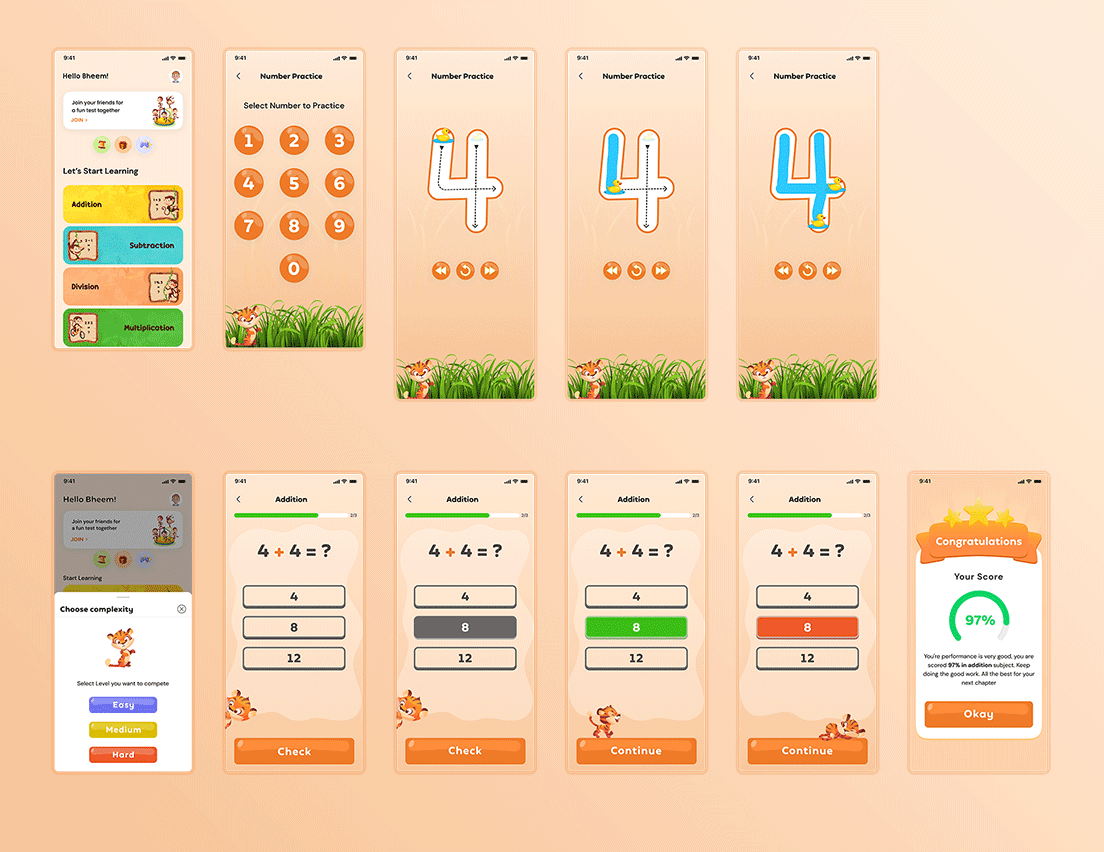 9:41
Hello Bheem!
Join your friends for
a fun test together
JOIN >
Let's Start Learning
Addition
Subtraction
Division
Multiplication
9:41
Number Practice
Select Number to Practice
1 2 3
4 5 6
7 8 9
0
9:41
Number Practice
4
9:41
Number Practice
4
9:41
Number Practice
4
9:41
Hello Bheem!
Join your friends for
a fun test together
JOIN >
Start Learning
Choose complexity
Select Level you want to compete
Easy
Medium
Hard
9:41
Addition
2/3
4 + 4 = ?
4
8
12
Check
9:41
Addition
2/3
4 + 4 = ?
4
8
12
Check
9:41
Addition
2/3
4 + 4 = ?
4
8
12
Continue
9:41
Addition
2/3
4 + 4 = ?
4
8
12
Continue
9:41
Congratulations
Your Score
97%
You're performance is very good, you are
scored 97% in addition subject. Keep
doing the good work. All the best for your
next chapter
Okay